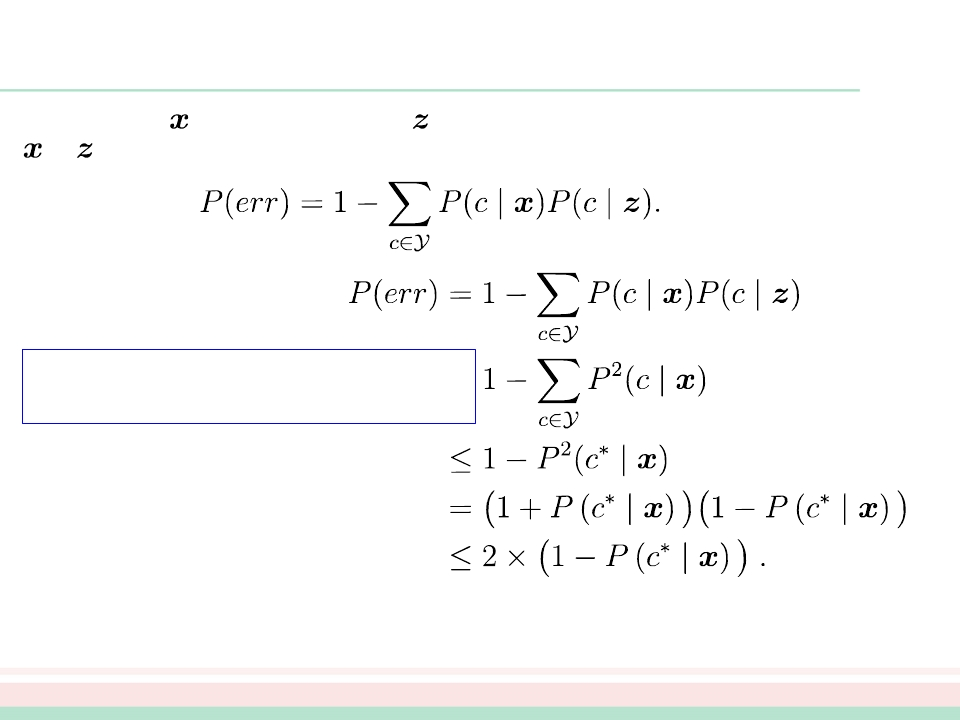 x z
x z
P(err) = 1 − ∑_{c∈𝒴} P(c | x)P(c | z).
P(err) = 1 − ∑_{c∈𝒴} P(c | x)P(c | z)
1 − ∑_{c∈𝒴} P²(c | x)
≤ 1 − P²(c* | x)
= (1 + P (c* | x))(1 − P (c* | x))
≤ 2 × (1 − P (c* | x)) .